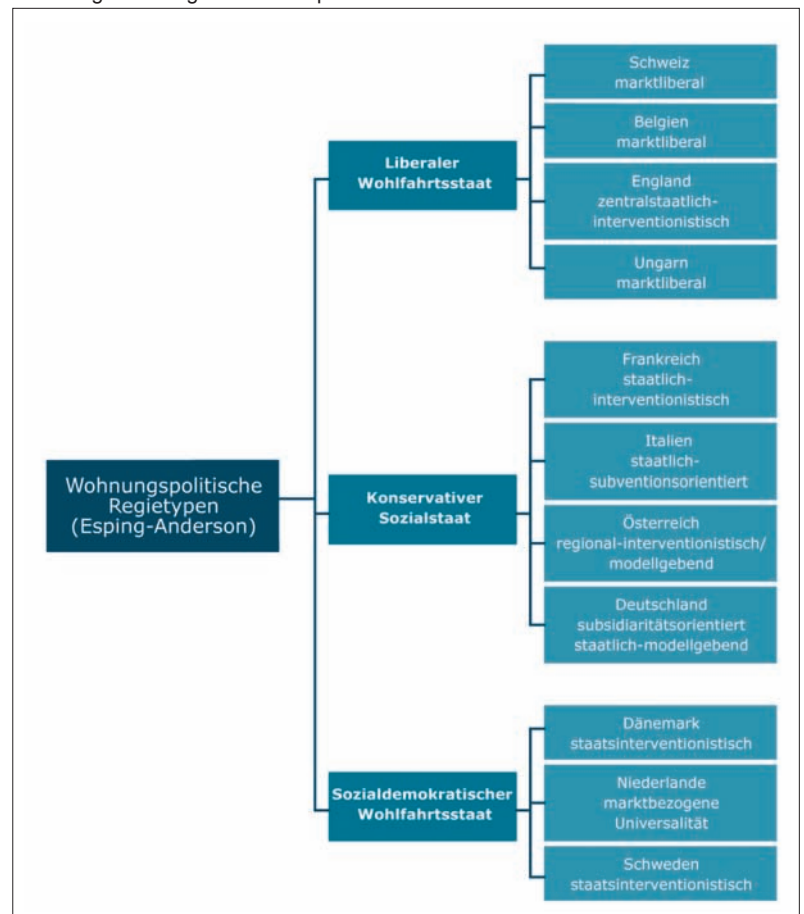 Wohnungspolitische
Regietypen
(Esping-Anderson)
Liberaler
Wohlfahrtsstaat
Schweiz
marktliberal
Belgien
marktliberal
England
zentralstaatlich-
interventionistisch
Ungarn
marktliberal
Konservativer
Sozialstaat
Frankreich
staatlich-
interventionistisch
Italien
staatlich-
subventionsorientiert
Österreich
regional-interventionistisch/
modellgebend
Deutschland
subsidiaritätsorientiert
staatlich-modellgebend
Sozialdemokratischer
Wohlfahrtsstaat
Dänemark
staatsinterventionistisch
Niederlande
marktbezogene
Universalität
Schweden
staatsinterventionistisch